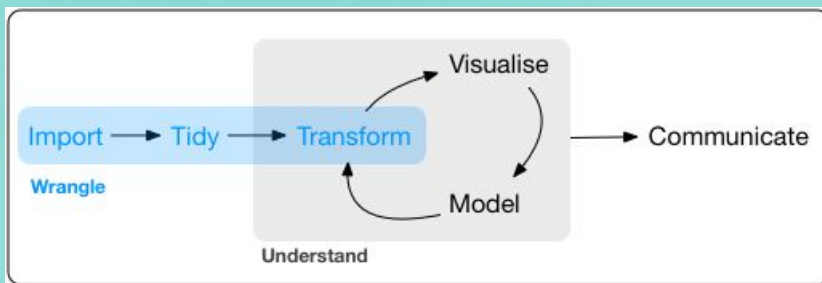 Visualise
Import Tidy Transform Communicate
Wrangle
Model
Understand